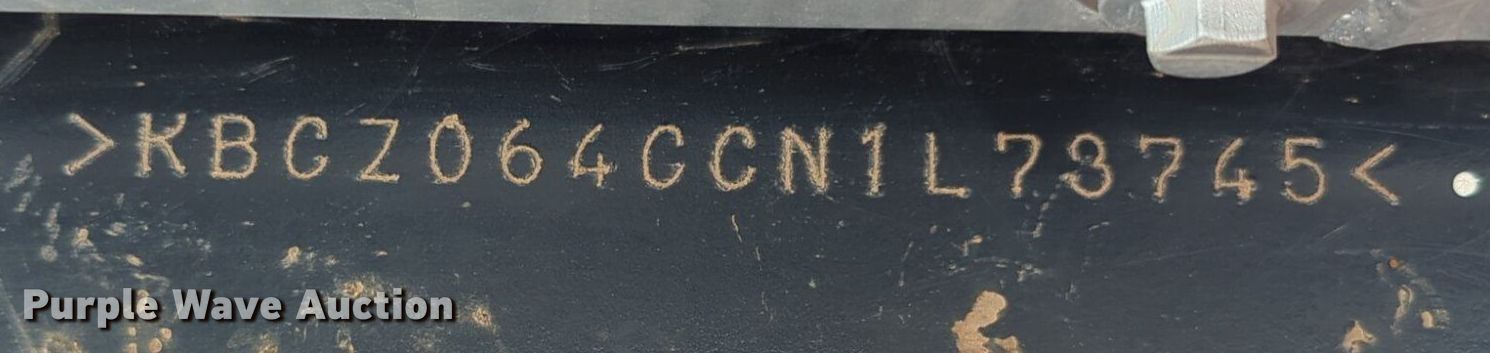 >KBCZ064CCN1L73745<
Purple Wave Auction